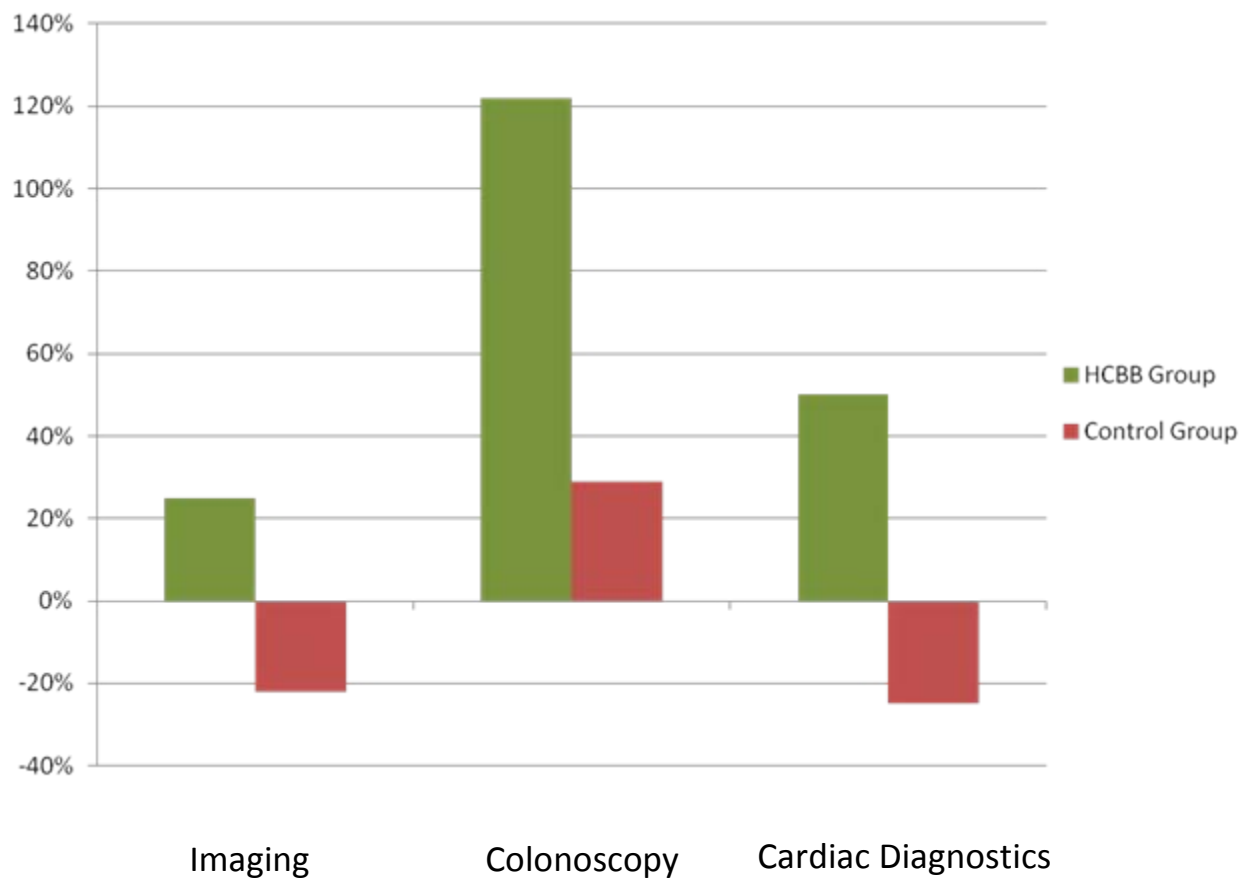 140%
120%
100%
80%
60%
40%
20%
0%
-20%
-40%
HCBB Group
Control Group
Imaging
Colonoscopy
Cardiac Diagnostics